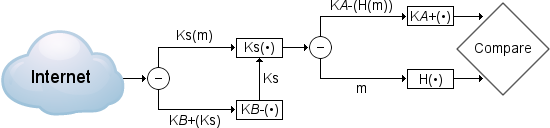 KA-(H(m))
Ks(m)
KA+(•)
Ks(•)
−
Internet
−
Compare
Ks
m
H(•)
KB+(Ks)
KB-(•)